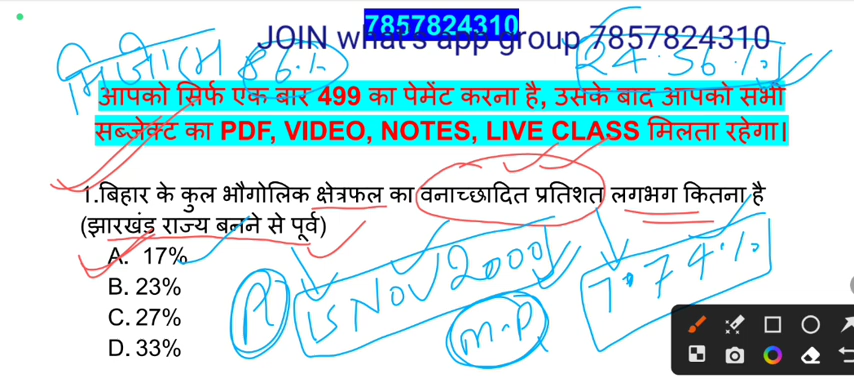 7857824310
JOIN what's app group 7857824310
मिजोरम 86%
24.56%
आपको सिर्फ एक बार 499 का पेमेंट करना है, उसके बाद आपको सभी
सब्जेक्ट का PDF, VIDEO, NOTES, LIVE CLASS मिलता रहेगा।
1.बिहार के कुल भौगोलिक क्षेत्रफल का वनाच्छादित प्रतिशत लगभग कितना है
(झारखंड राज्य बनने से पूर्व)
A. 17%
B. 23%
C. 27%
D. 33%
15 NOV 2000
7.74%
M.P